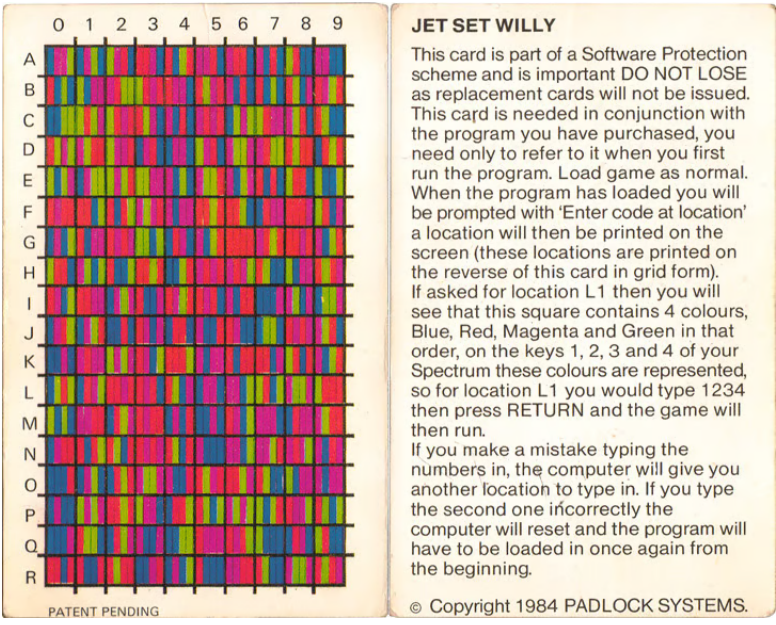 0 1 2 3 4 5 6 7 8 9
A
B
C
D
E
F
G
H
I
J
K
L
M
N
O
P
Q
R
PATENT PENDING
JET SET WILLY
This card is part of a Software Protection
scheme and is important DO NOT LOSE
as replacement cards will not be issued.
This card is needed in conjunction with
the program you have purchased, you
need only to refer to it when you first
run the program. Load game as normal.
When the program has loaded you will
be prompted with ‘Enter code at location’
a location will then be printed on the
screen (these locations are printed on
the reverse of this card in grid form).
If asked for location L1 then you will
see that this square contains 4 colours,
Blue, Red, Magenta and Green in that
order, on the keys 1, 2, 3 and 4 of your
Spectrum these colours are represented,
so for location L1 you would type 1234
then press RETURN and the game will
then run.
If you make a mistake typing the
numbers in, the computer will give you
another location to type in. If you type
the second one incorrectly the
computer will reset and the program will
have to be loaded in once again from
the beginning.
© Copyright 1984 PADLOCK SYSTEMS.